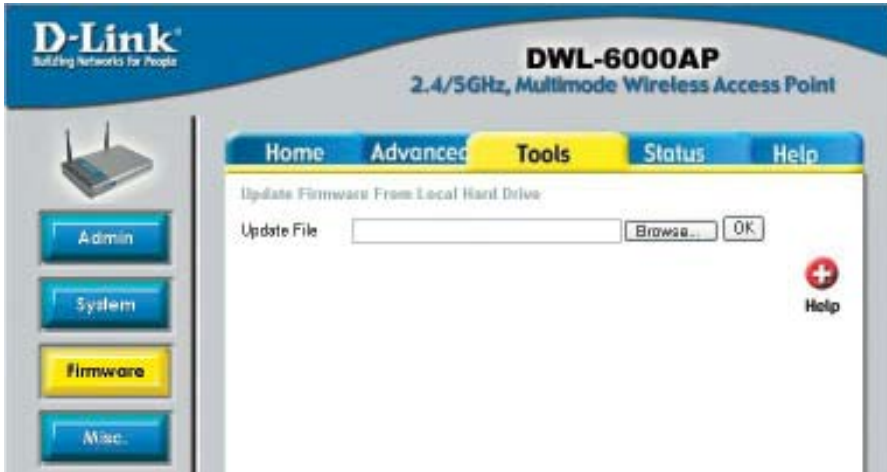 D-Link
Building Networks for People
DWL-6000AP
2.4/5GHz, Multimode Wireless Access Point
Home Advanced Tools Status Help
Update Firmware From Local Hard Drive
Update File Browse... OK
Help
Admin
System
Firmware
Misc.